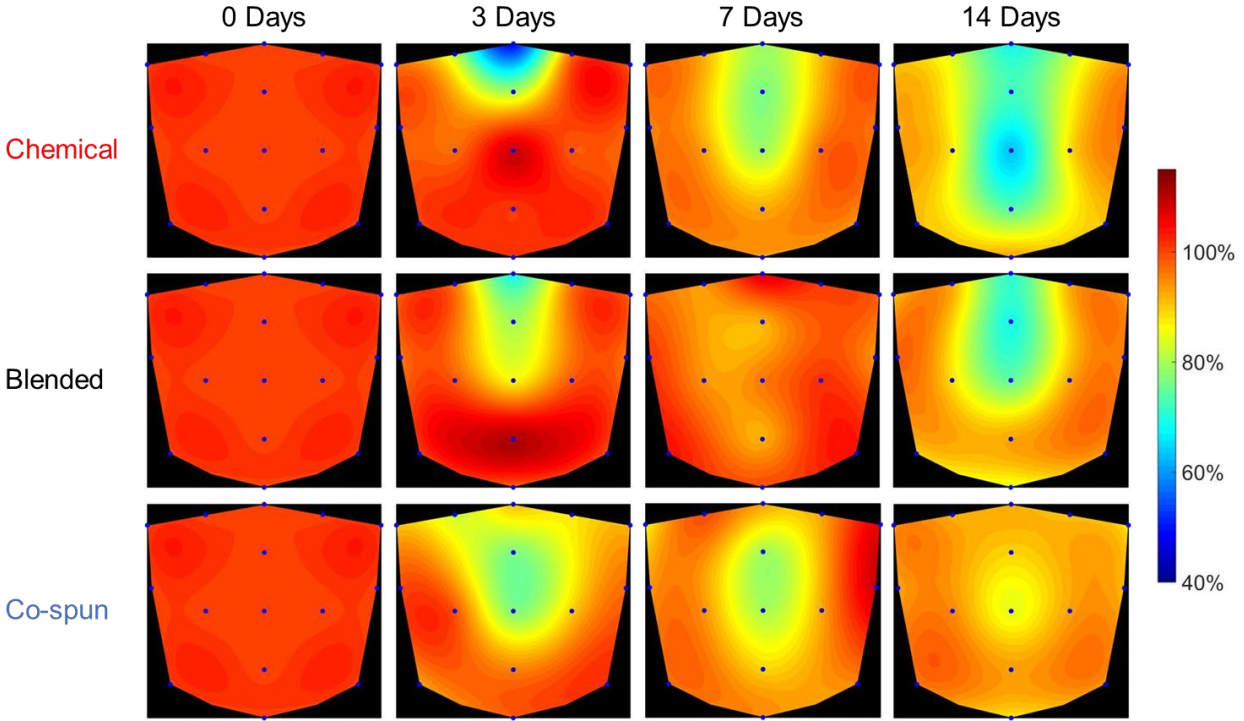 0 Days 3 Days 7 Days 14 Days
Chemical
100%
Blended
80%
60%
Co-spun
40%